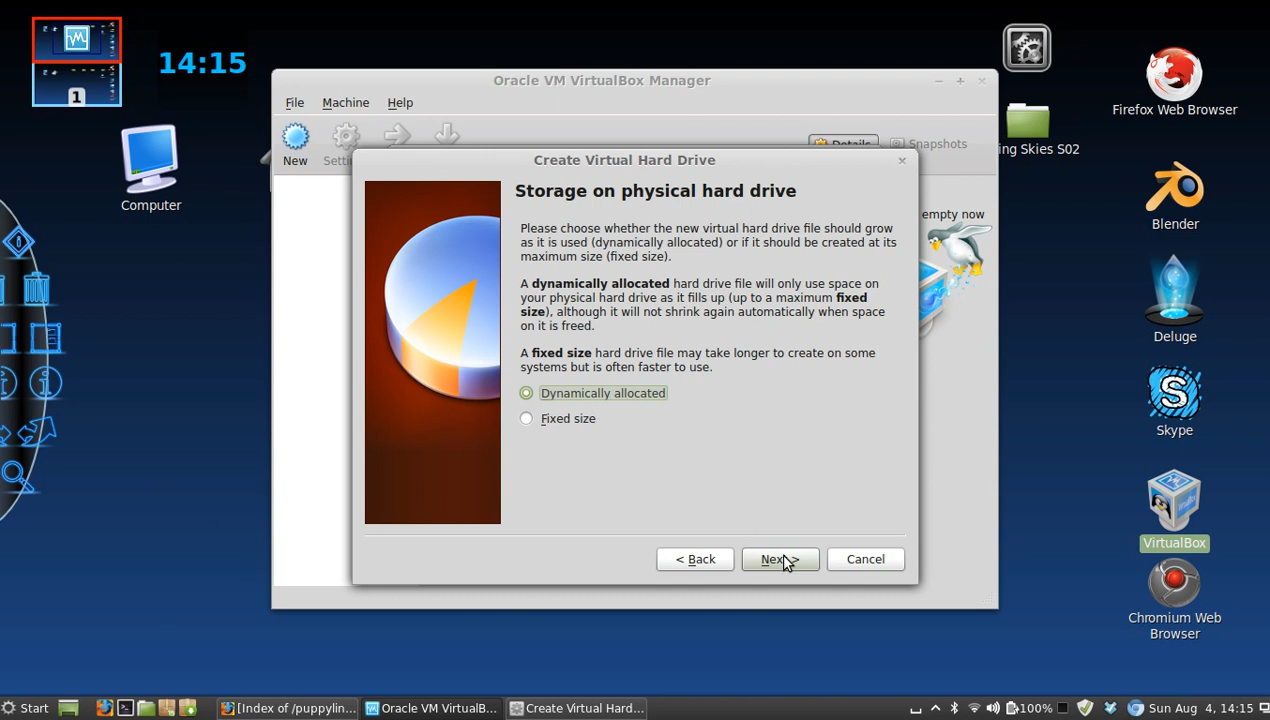 14:15
1
Computer
Oracle VM VirtualBox Manager
File Machine Help
New
Details
Snapshots
empty now
Create Virtual Hard Drive
Storage on physical hard drive
Please choose whether the new virtual hard drive file should grow
as it is used (dynamically allocated) or if it should be created at its
maximum size (fixed size).
A dynamically allocated hard drive file will only use space on
your physical hard drive as it fills up (up to a maximum fixed
size), although it will not shrink again automatically when space
on it is freed.
A fixed size hard drive file may take longer to create on some
systems but is often faster to use.
Dynamically allocated
Fixed size
< Back
Next >
Cancel
ing Skies S02
Firefox Web Browser
Blender
Deluge
Skype
VirtualBox
Chromium Web
Browser
Start
[Index of /puppylin...
Oracle VM VirtualB...
Create Virtual Hard...
100%
Sun Aug 4, 14:15